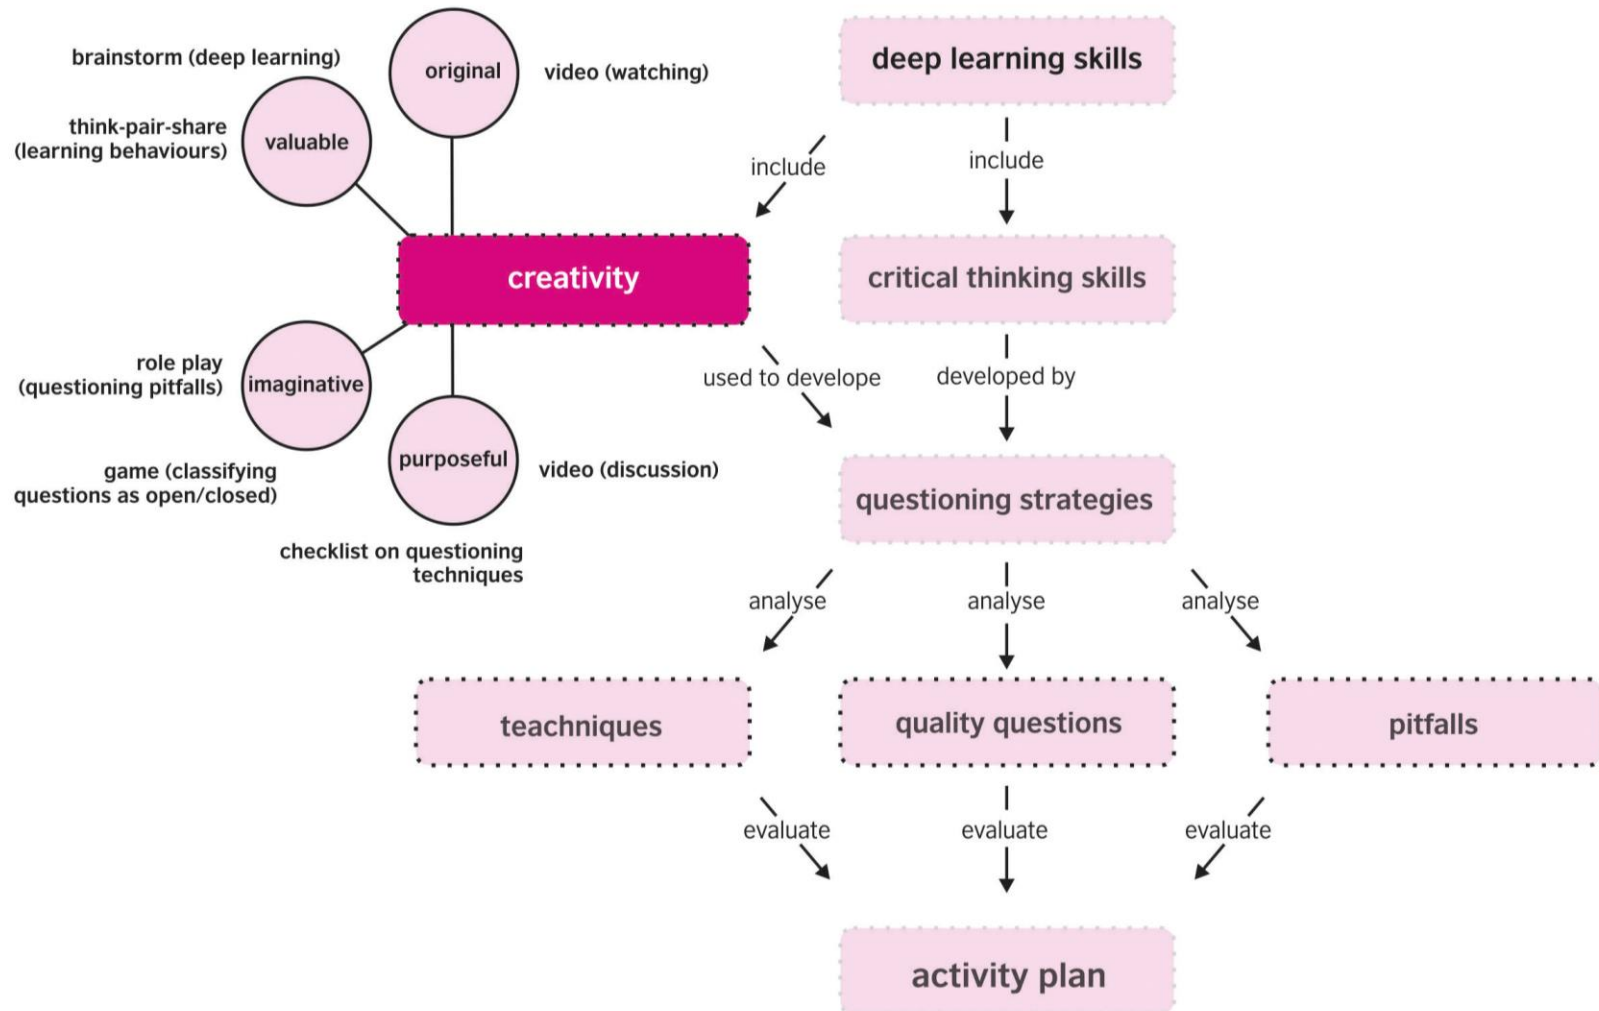 deep learning skills
original
brainstorm (deep learning)
video (watching)
think-pair-share
(learning behaviours)
valuable
include
include
creativity
critical thinking skills
role play
(questioning pitfalls)
imaginative
used to develope
developed by
purposeful
video (discussion)
game (classifying
questions as open/closed)
questioning strategies
checklist on questioning
techniques
analyse
analyse
analyse
teachniques
quality questions
pitfalls
evaluate
evaluate
evaluate
activity plan